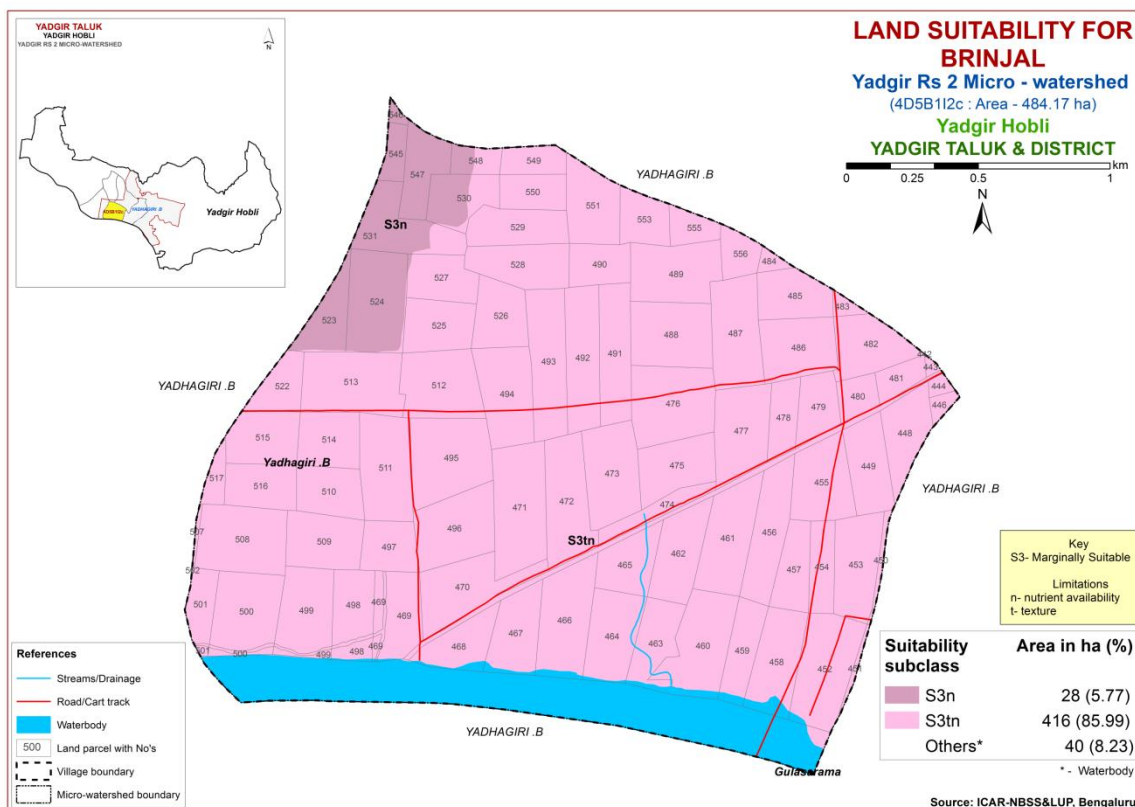 YADGIR TALUK
YADGIR HOBLI
YADGIR RS 2 MICRO-WATERSHED
N
4D5B1I2c
YADHAGIRI .B
Yadgir Hobli
LAND SUITABILITY FOR
BRINJAL
Yadgir Rs 2 Micro - watershed
(4D5B1I2c : Area - 484.17 ha)
Yadgir Hobli
YADGIR TALUK & DISTRICT
km
0 0.25 0.5 1
N
546
545 547 548 549
YADHAGIRI .B
530 550
551 553 555
S3n
529
531
556 484
528 490 489
527
485
524
483
523 525 526
488 487 486
482
493 492 491
442
443
522 513 512 494
481
444
YADHAGIRI .B
476
480
446
479
478
477
515 514
448
Yadhagiri .B
511 495
473 475
449
517 516 510
455
YADHAGIRI .B
471 472 474
507
508 509 497 496
S3tn
461 456
462
450
502
465
457 454 453
470
501 500 499 498 469 469
467 466 464 463 460 459
468
501 500 499 498 469
458 452 451
YADHAGIRI .B
Gulasarama
Key
S3- Marginally Suitable
Limitations
n- nutrient availability
t- texture
References
Streams/Drainage
Road/Cart track
Waterbody
500 Land parcel with No's
Village boundary
Micro-watershed boundary
Suitability
subclass
Area in ha (%)
S3n 28 (5.77)
S3tn 416 (85.99)
Others* 40 (8.23)
* - Waterbody
Source: ICAR-NBSS&LUP, Bengaluru